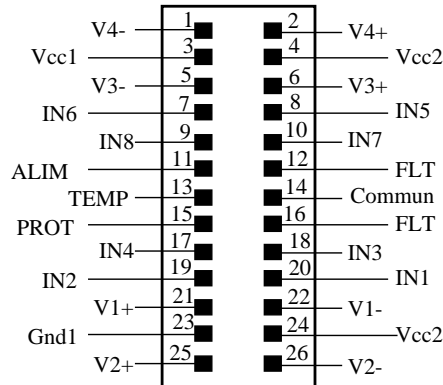 V4- 1 2 V4+
Vcc1 3 4 Vcc2
V3- 5 6 V3+
IN6 7 8 IN5
IN8 9 10 IN7
ALIM 11 12 FLT
TEMP 13 14 Commun
PROT 15 16 FLT
IN4 17 18 IN3
IN2 19 20 IN1
V1+ 21 22 V1-
Gnd1 23 24 Vcc2
V2+ 25 26 V2-